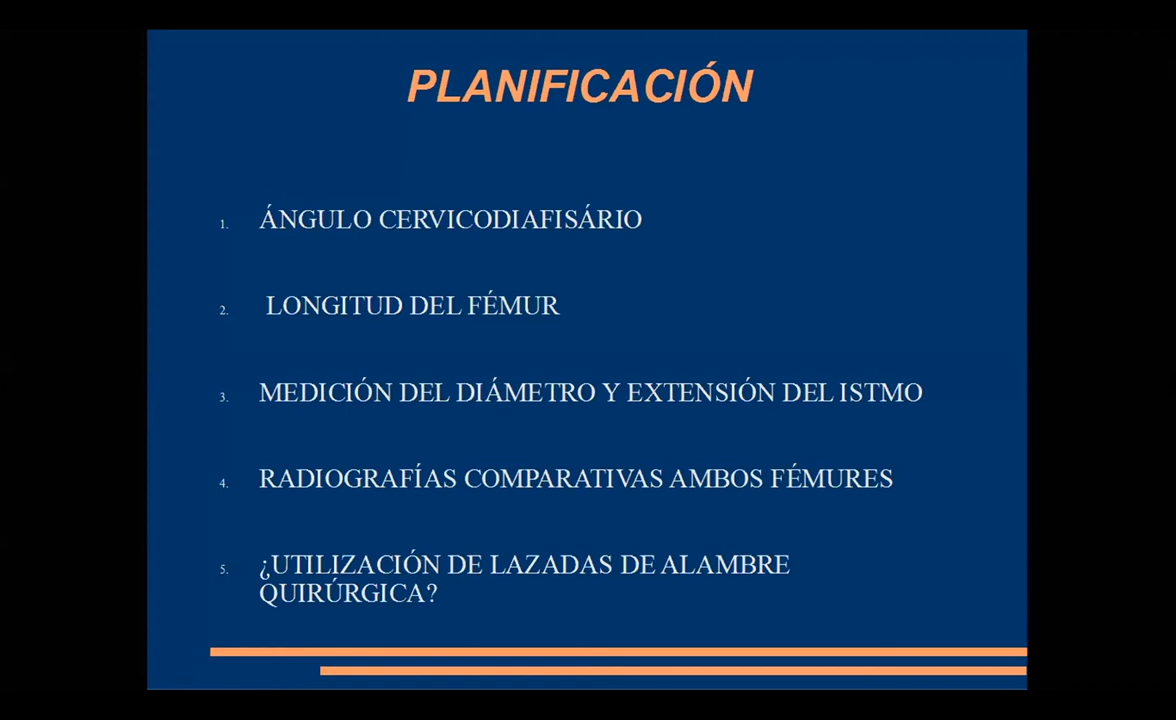 PLANIFICACIÓN
1. ÁNGULO CERVICODIAFISÁRIO
2. LONGITUD DEL FÉMUR
3. MEDICIÓN DEL DIÁMETRO Y EXTENSIÓN DEL ISTMO
4. RADIOGRAFÍAS COMPARATIVAS AMBOS FÉMURES
5. ¿UTILIZACIÓN DE LAZADAS DE ALAMBRE
QUIRÚRGICA?